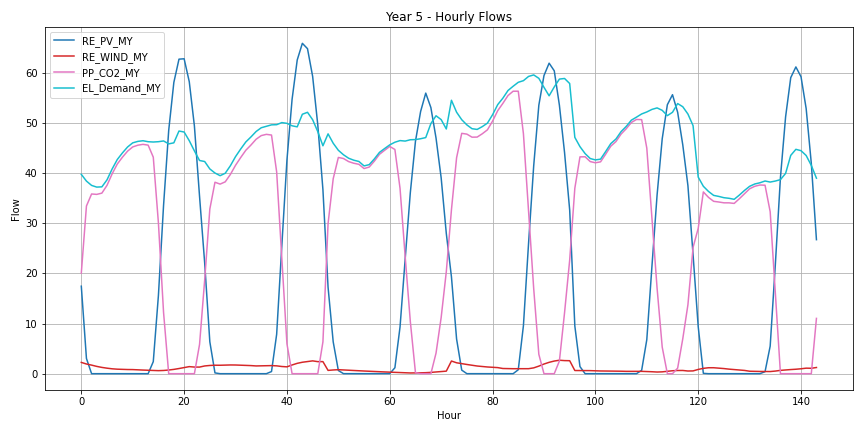 Year 5 - Hourly Flows
RE_PV_MY
RE_WIND_MY
PP_CO2_MY
EL_Demand_MY
60
50
40
30
20
10
0
Flow
0 20 40 60 80 100 120 140
Hour